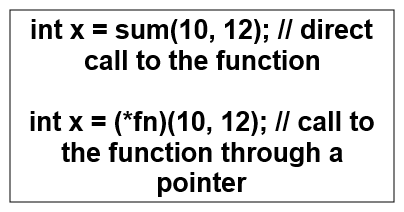 int x = sum(10, 12); // direct
call to the function
int x = (*fn)(10, 12); // call to
the function through a
pointer